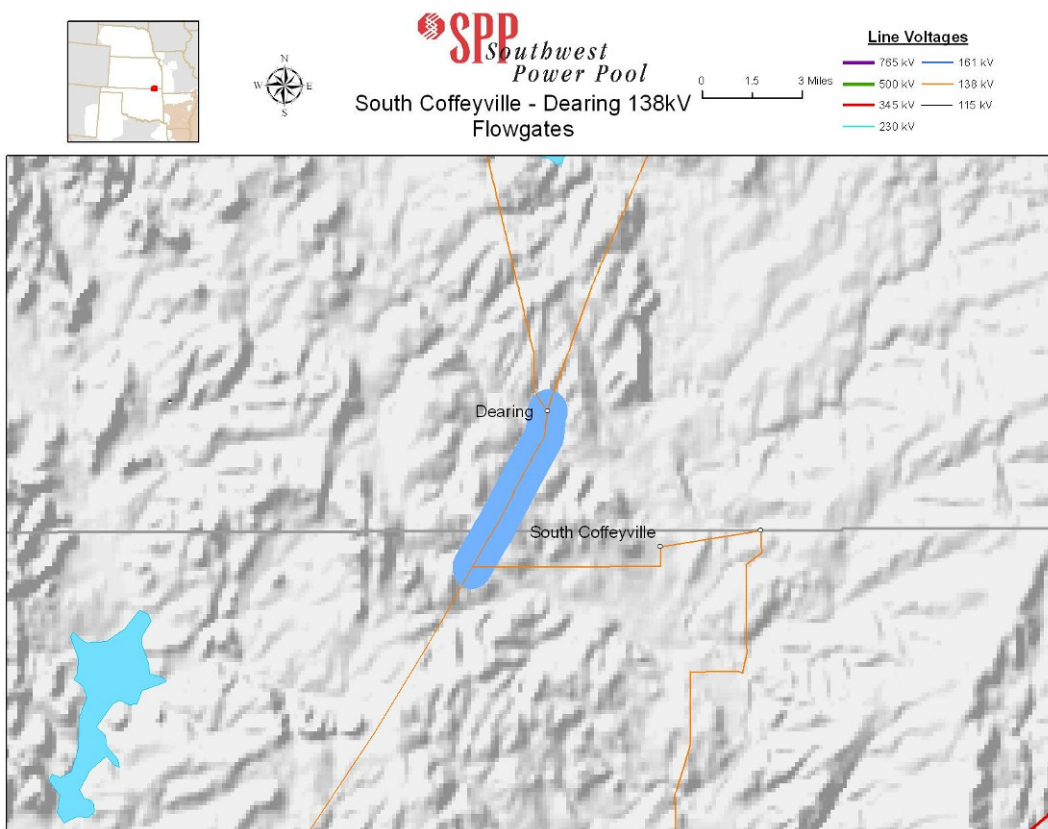 SPP
Southwest
Power Pool
South Coffeyville - Dearing 138kV
Flowgates
N
W E
S
0 1.5 3 Miles
Line Voltages
765 kV 161 kV
500 kV 138 kV
345 kV 115 kV
230 kV
Dearing
South Coffeyville